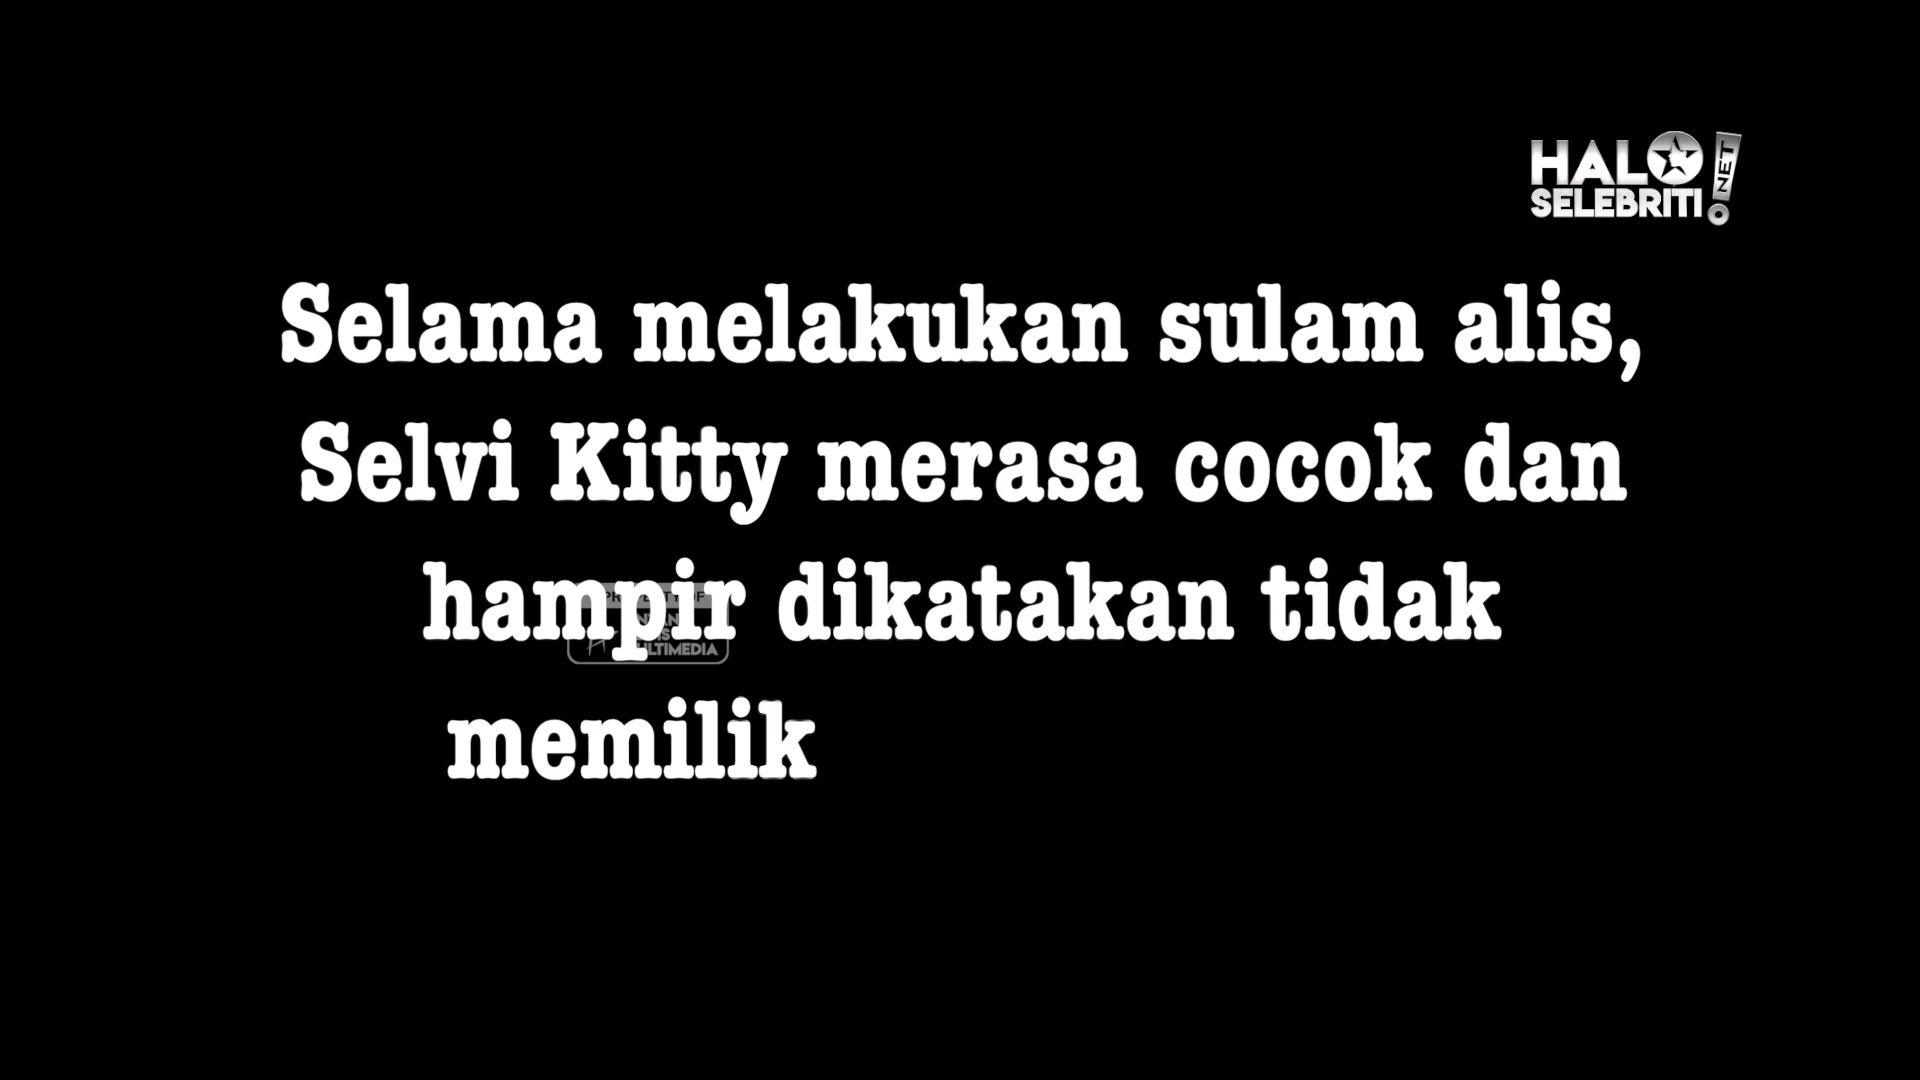 HALO
SELEBRITI
NET
Selama melakukan sulam alis,
Selvi Kitty merasa cocok dan
hampir dikatakan tidak
memilik